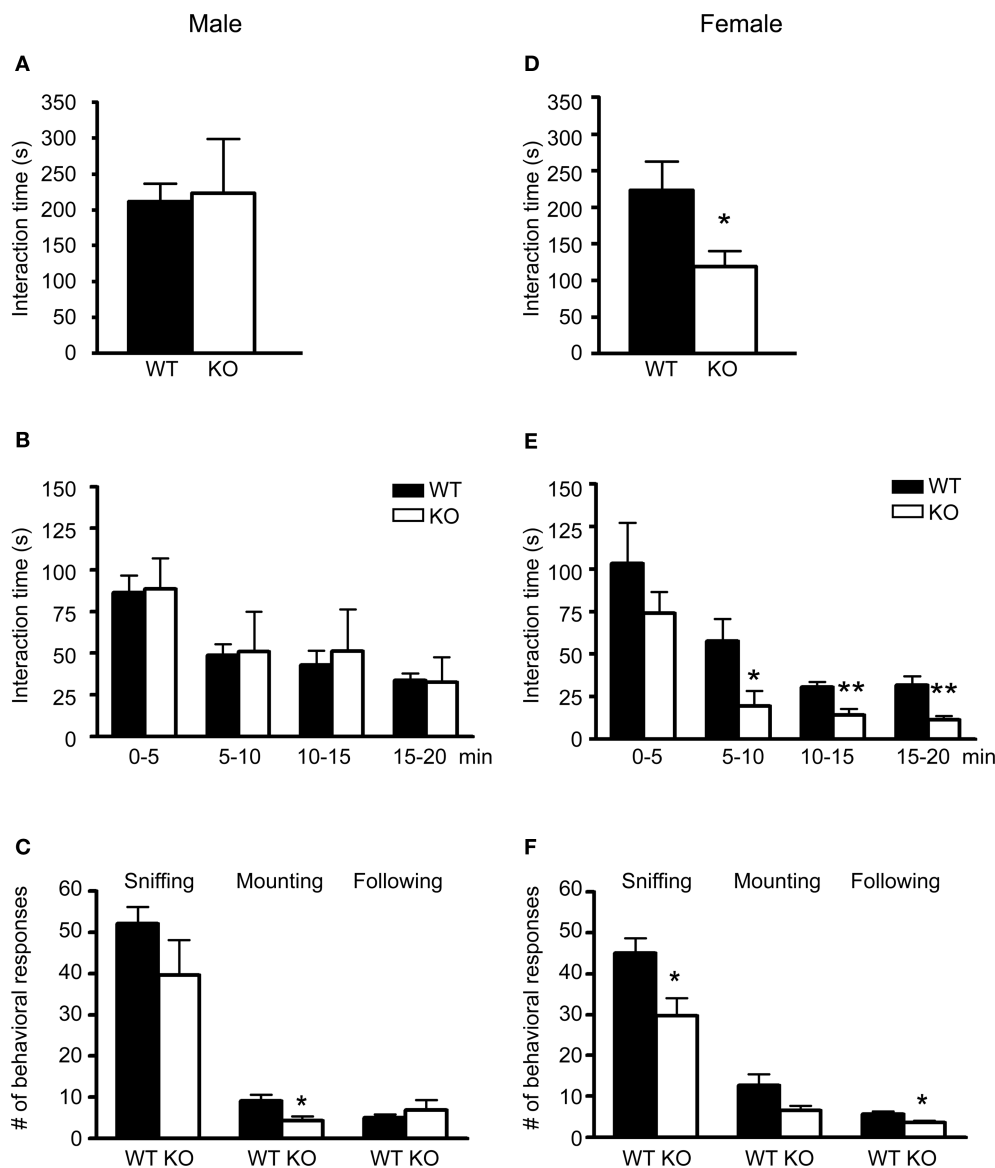 Male
Female
A
Interaction time (s)
350
300
250
200
150
100
50
0
WT KO
D
Interaction time (s)
350
300
250
200
150
100
50
0
*
WT KO
B
Interaction time (s)
150
125
100
75
50
25
0
WT
KO
0-5 5-10 10-15 15-20 min
E
Interaction time (s)
150
125
100
75
50
25
0
WT
KO
* ** **
0-5 5-10 10-15 15-20 min
C
# of behavioral responses
60
50
40
30
20
10
0
Sniffing Mounting Following
*
WT KO WT KO WT KO
F
# of behavioral responses
60
50
40
30
20
10
0
Sniffing Mounting Following
* *
WT KO WT KO WT KO